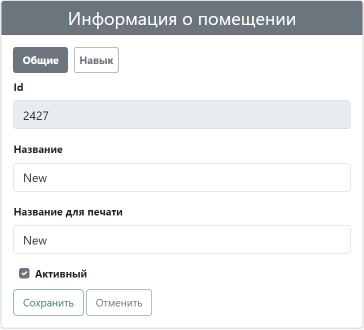 Информация о помещении
Общие Навык
Id
2427
Название
New
Название для печати
New
Активный
Сохранить Отменить